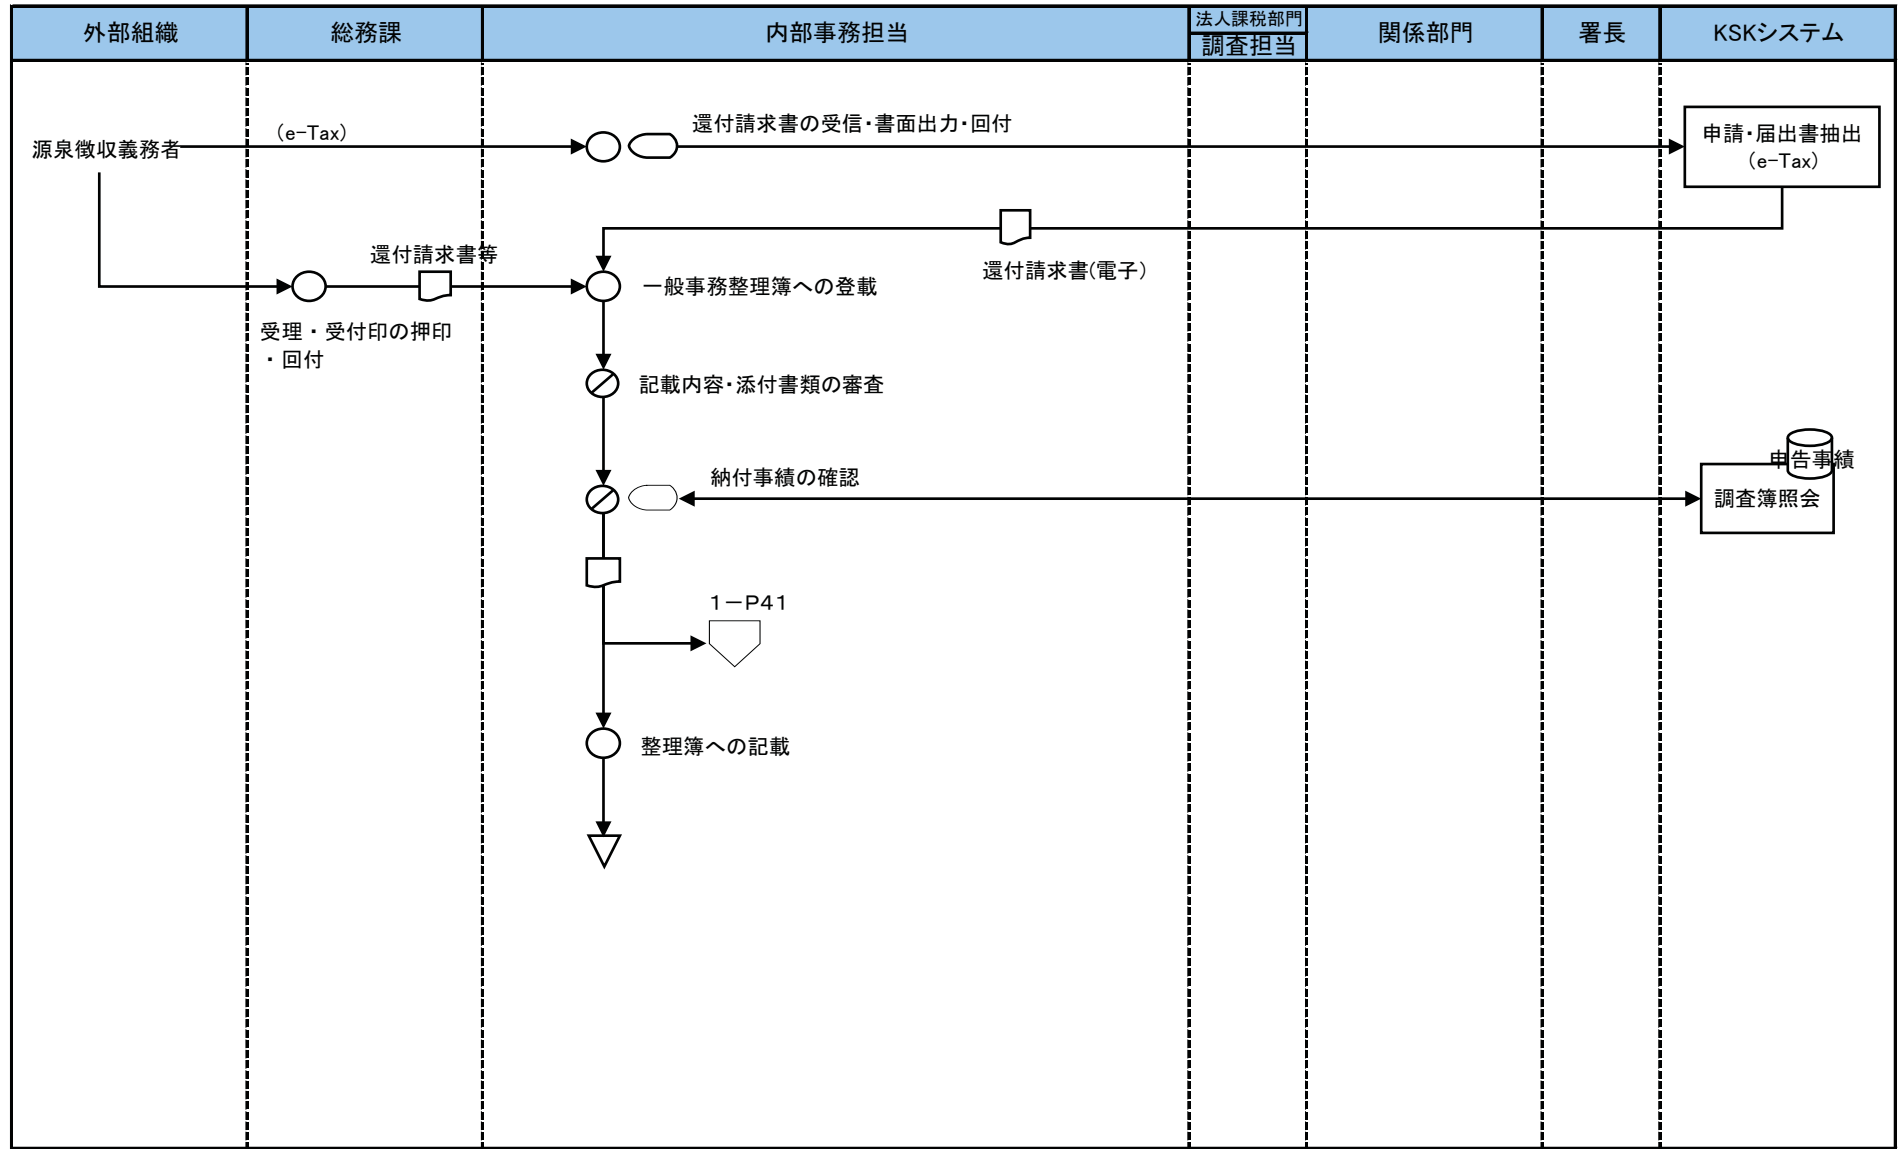 外部組織
総務課
内部事務担当
法人課税部門
調査担当
関係部門
署長
KSKシステム
源泉徴収義務者
(e-Tax)
還付請求書の受信・書面出力・回付
申請・届出書抽出
(e-Tax)
還付請求書等
還付請求書(電子)
一般事務整理簿への登載
受理・受付印の押印
・回付
記載内容・添付書類の審査
申告事績
納付事績の確認
調査簿照会
1-P41
整理簿への記載